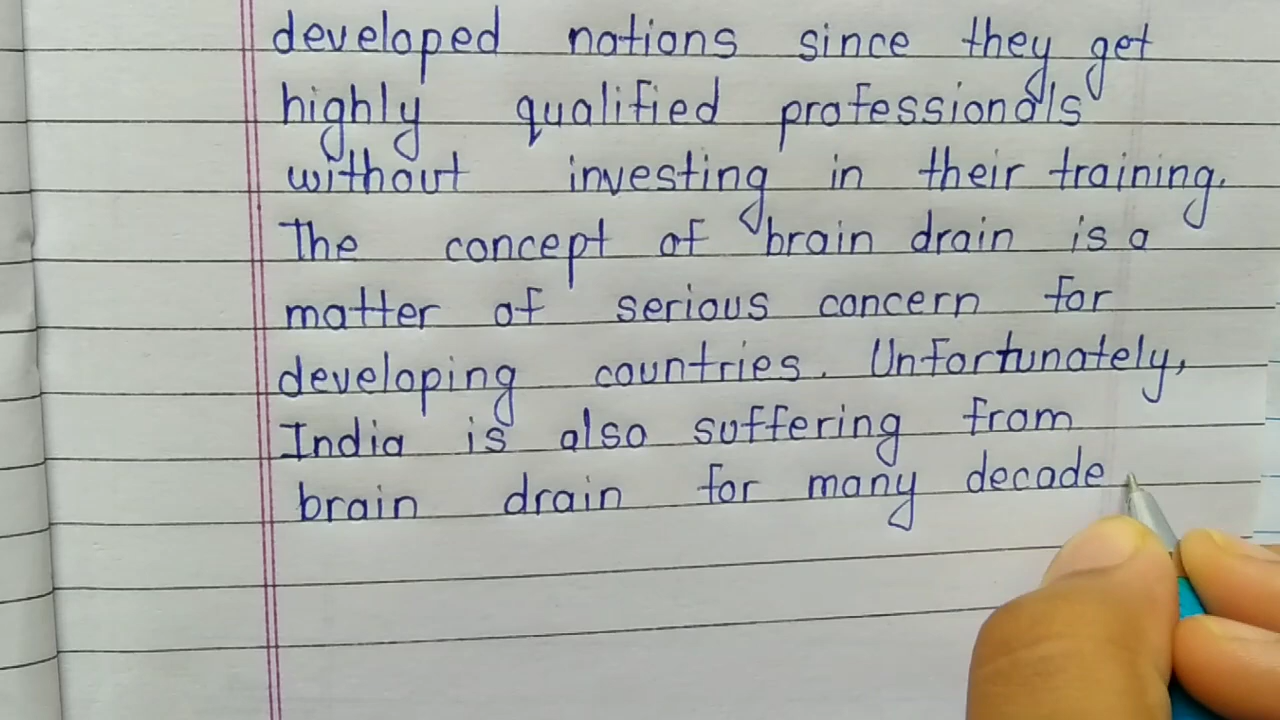 developed nations since they get
highly qualified professionals
without investing in their training.
The concept of brain drain is a
matter of serious concern for
developing countries. Unfortunately,
India is also suffering from
brain drain for many decade